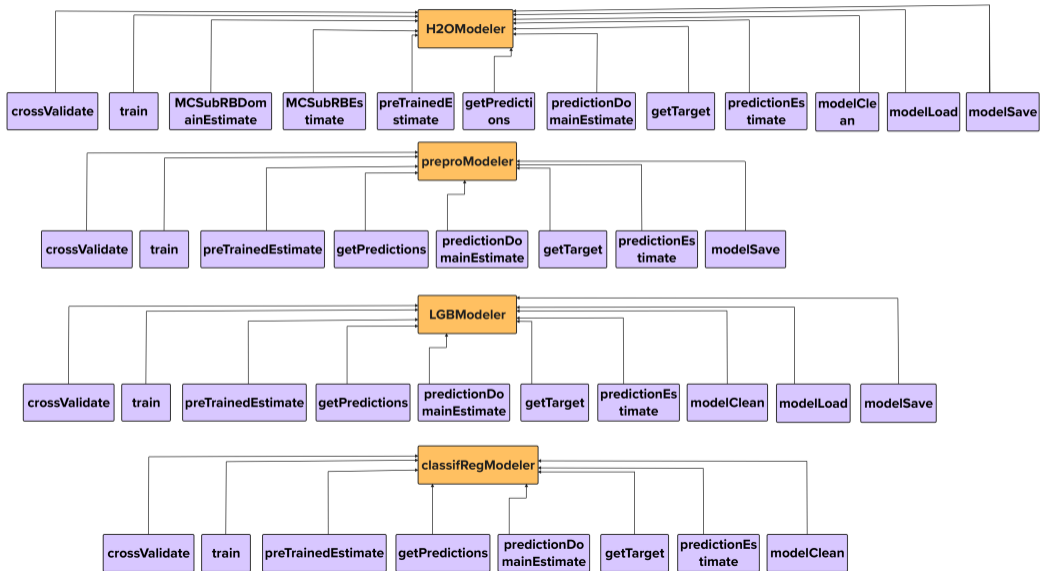 H2OModeler
crossValidate
train
MCSubRBDom
ainEstimate
MCSubRBEs
timate
preTrainedE
stimate
getPredicti
ons
predictionDo
mainEstimate
getTarget
predictionEs
timate
modelCle
an
modelLoad
modelSave
preproModeler
crossValidate
train
preTrainedEstimate
getPredictions
predictionDo
mainEstimate
getTarget
predictionEs
timate
modelSave
LGBModeler
crossValidate
train
preTrainedEstimate
getPredictions
predictionDo
mainEstimate
getTarget
predictionEs
timate
modelClean
modelLoad
modelSave
classifRegModeler
crossValidate
train
preTrainedEstimate
getPredictions
predictionDo
mainEstimate
getTarget
predictionEs
timate
modelClean